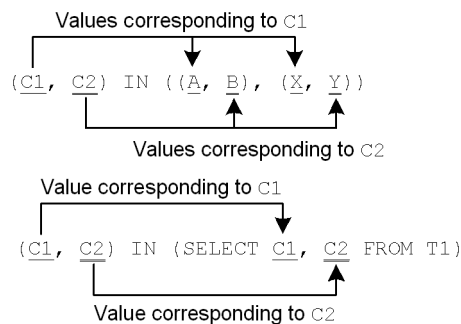 Values corresponding to C1
(C1, C2) IN ((A, B), (X, Y))
Values corresponding to C2
Value corresponding to C1
(C1, C2) IN (SELECT C1, C2 FROM T1)
Value corresponding to C2